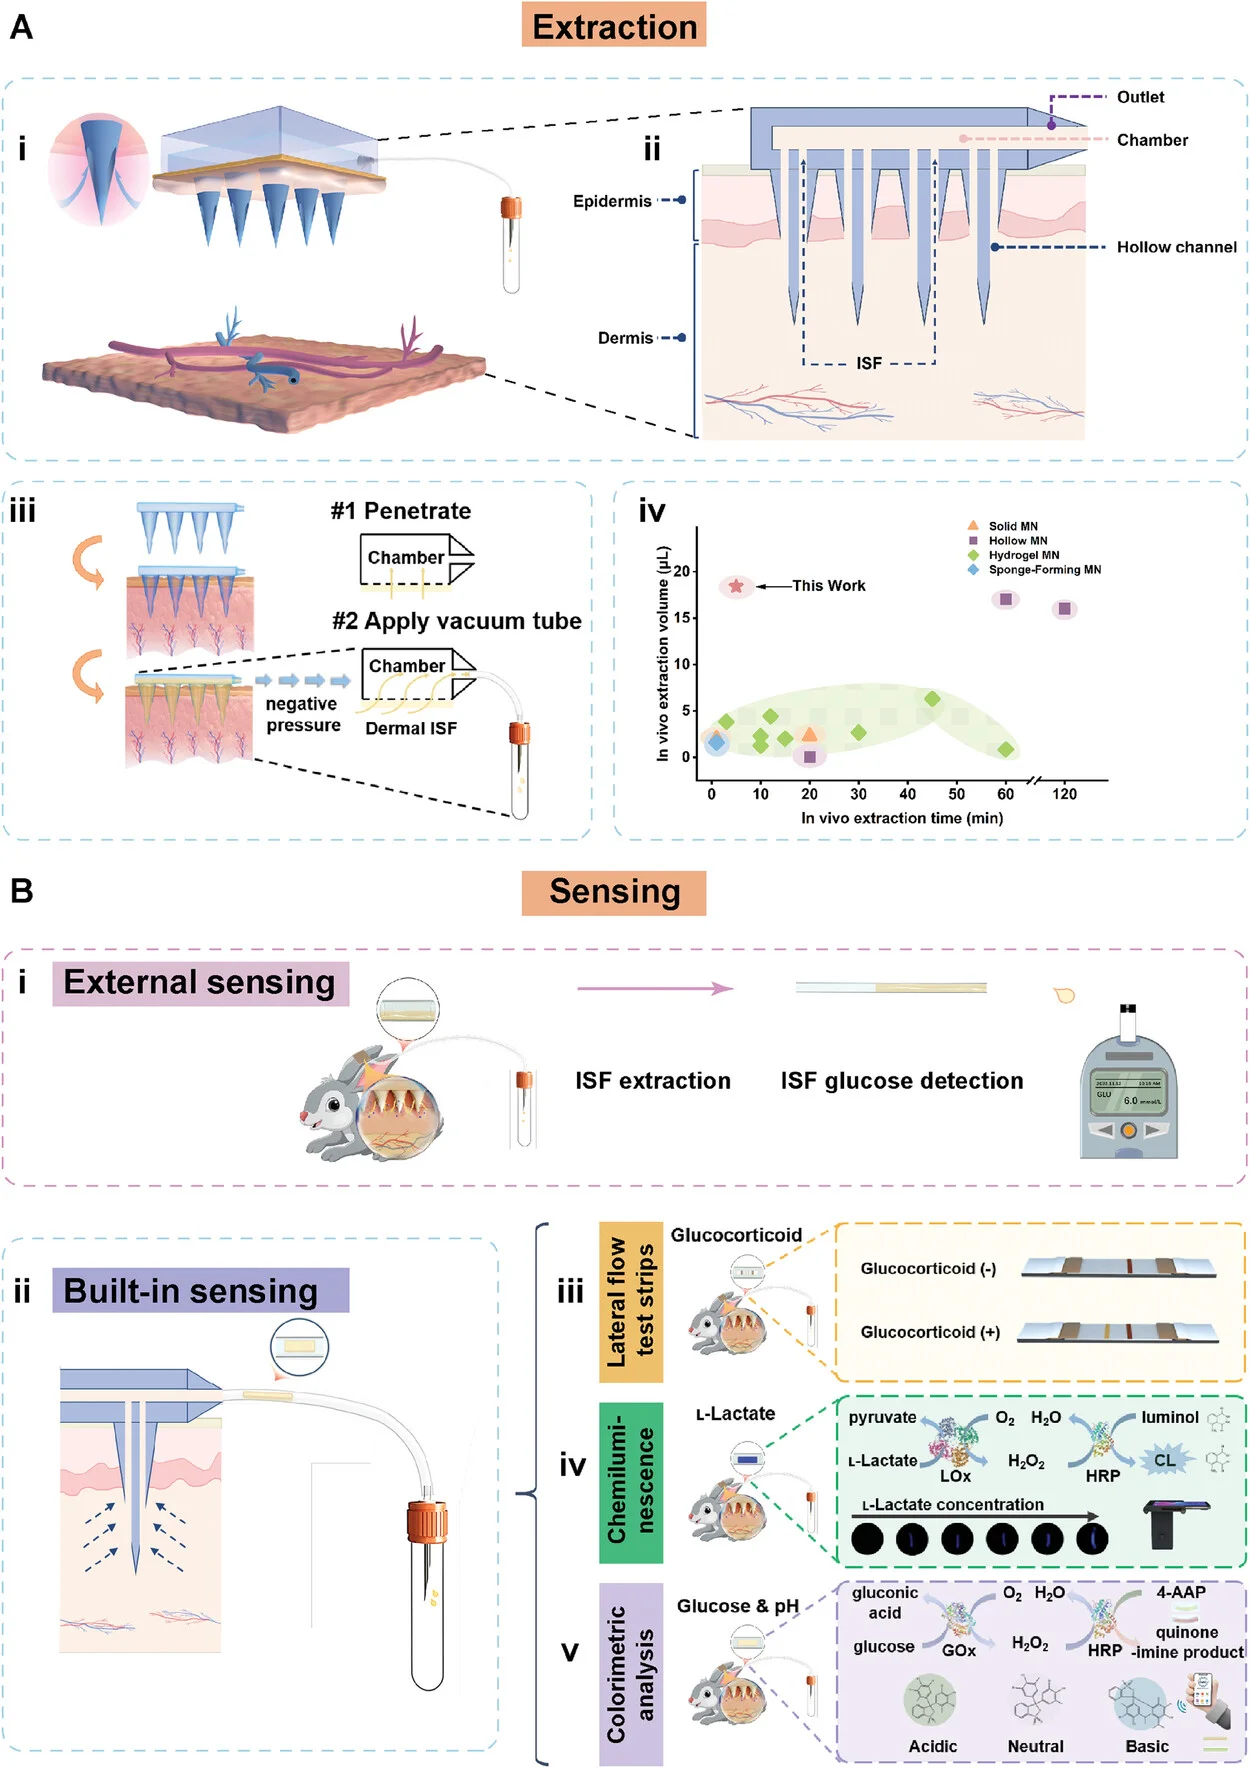 A
Extraction
i
ii
Outlet
Chamber
Epidermis
Hollow channel
Dermis
ISF
iii
#1 Penetrate
Chamber
#2 Apply vacuum tube
Chamber
negative
pressure
Dermal ISF
iv
In vivo extraction volume (μL)
20
15
10
5
0
Solid MN
Hollow MN
Hydrogel MN
Sponge-Forming MN
This Work
0 10 20 30 40 50 60 120
In vivo extraction time (min)
B
Sensing
i
External sensing
ISF extraction
ISF glucose detection
GLU
6.0 mmol/L
ii
Built-in sensing
iii
Lateral flow
test strips
Glucocorticoid
Glucocorticoid (-)
Glucocorticoid (+)
iv
Chemilumi-
nescence
L-Lactate
pyruvate O2 H2O luminol
L-Lactate LOx H2O2 HRP CL
L-Lactate concentration
v
Colorimetric
analysis
Glucose & pH
gluconic
acid
O2 H2O 4-AAP
glucose GOx H2O2 HRP
quinone
-imine product
Acidic Neutral Basic